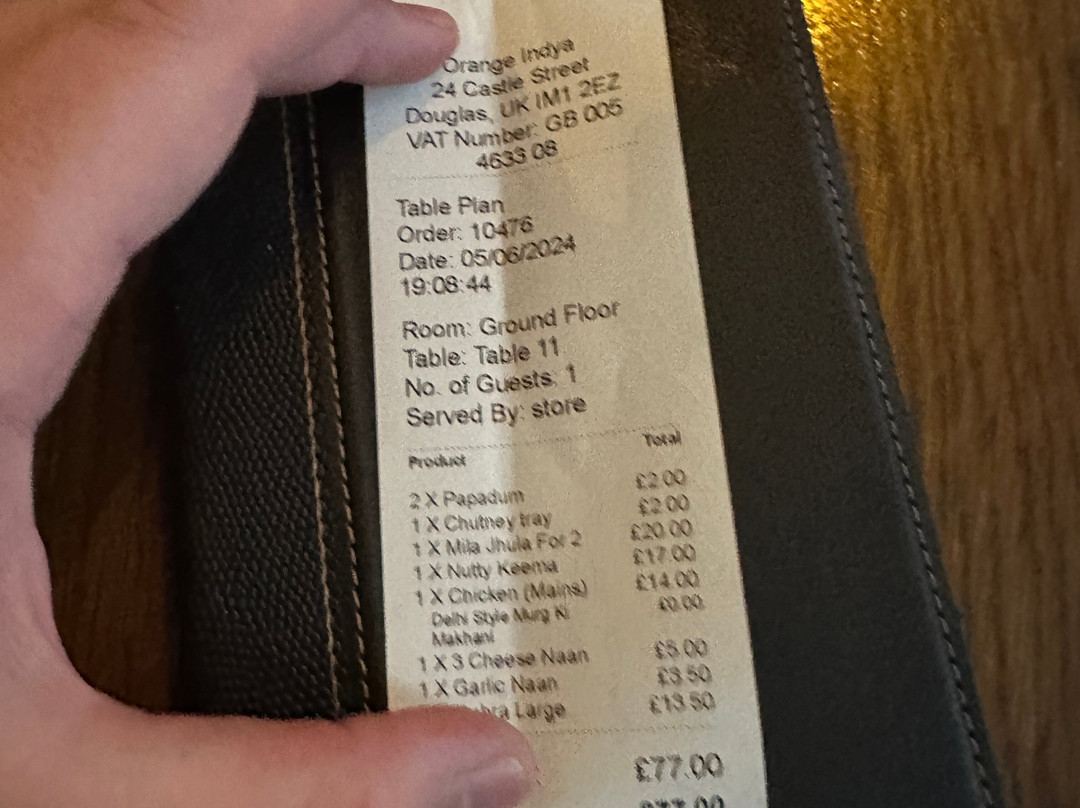 Orange Indya
24 Castle Street
Douglas, UK IM1 2EZ
VAT Number: GB 005
4633 08
Table Plan
Order: 10476
Date: 05/06/2024
19:08:44
Room: Ground Floor
Table: Table 11
No. of Guests: 1
Served By: store
Product Total
2 X Papadum £2.00
1 X Chutney tray £2.00
1 X Mila Jhula For 2 £20.00
1 X Nutty Keema £17.00
1 X Chicken (Mains) £14.00
Delhi Style Murg Ki £0.00
Makhani
1 X 3 Cheese Naan £5.00
1 X Garlic Naan £3.50
Large £13.50
£77.00